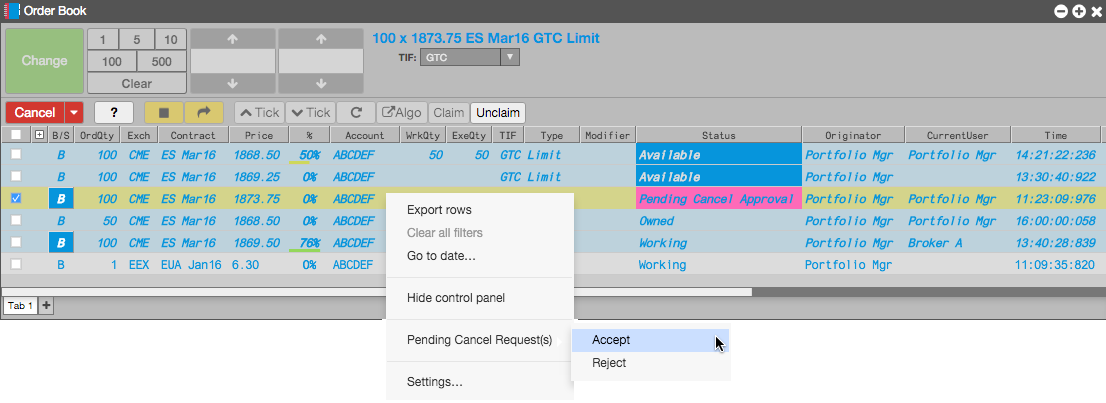 Order Book
Change
1 5 10
100 500
Clear
100 x 1873.75 ES Mar16 GTC Limit
TIF: GTC
Cancel ? Tick Tick Algo Claim Unclaim
B/S OrdQty Exch Contract Price % Account WrkQty ExeQty TIF Type Modifier Status Originator CurrentUser Time
B 100 CME ES Mar16 1868.50 50% ABCDEF 50 50 GTC Limit Available Portfolio Mgr Portfolio Mgr 14:21:22:236
B 100 CME ES Mar16 1869.25 0% ABCDEF GTC Limit Available Portfolio Mgr Portfolio Mgr 13:30:40:922
B 100 CME ES Mar16 1873.75 0% ABCDEF Pending Cancel Approval Portfolio Mgr Portfolio Mgr 11:23:09:976
B 50 CME ES Mar16 1868.50 0% ABCDEF Owned Portfolio Mgr Portfolio Mgr 16:00:00:058
B 100 CME ES Mar16 1869.50 76% ABCDEF Working Portfolio Mgr Broker A 13:40:28:839
B 1 EEX EUA Jan16 6.30 0% ABCDEF Working Portfolio Mgr 11:09:35:820
Export rows
Clear all filters
Go to date...
Hide control panel
Tab 1 +
Pending Cancel Request(s)
Accept
Reject
Settings...